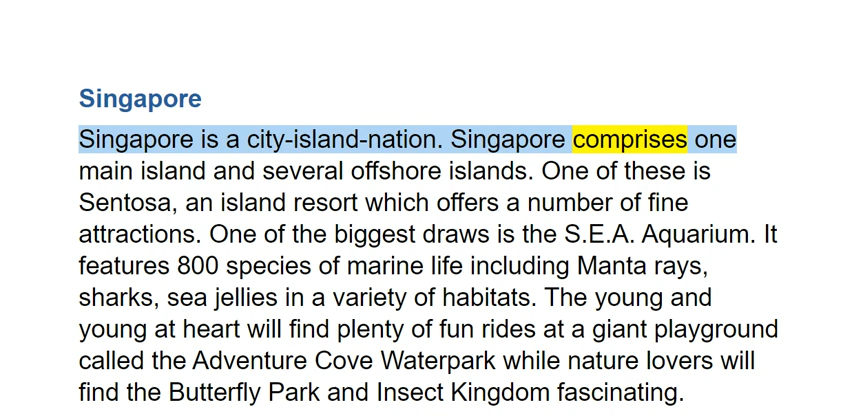 Singapore
Singapore is a city-island-nation. Singapore comprises one
main island and several offshore islands. One of these is
Sentosa, an island resort which offers a number of fine
attractions. One of the biggest draws is the S.E.A. Aquarium. It
features 800 species of marine life including Manta rays,
sharks, sea jellies in a variety of habitats. The young and
young at heart will find plenty of fun rides at a giant playground
called the Adventure Cove Waterpark while nature lovers will
find the Butterfly Park and Insect Kingdom fascinating.